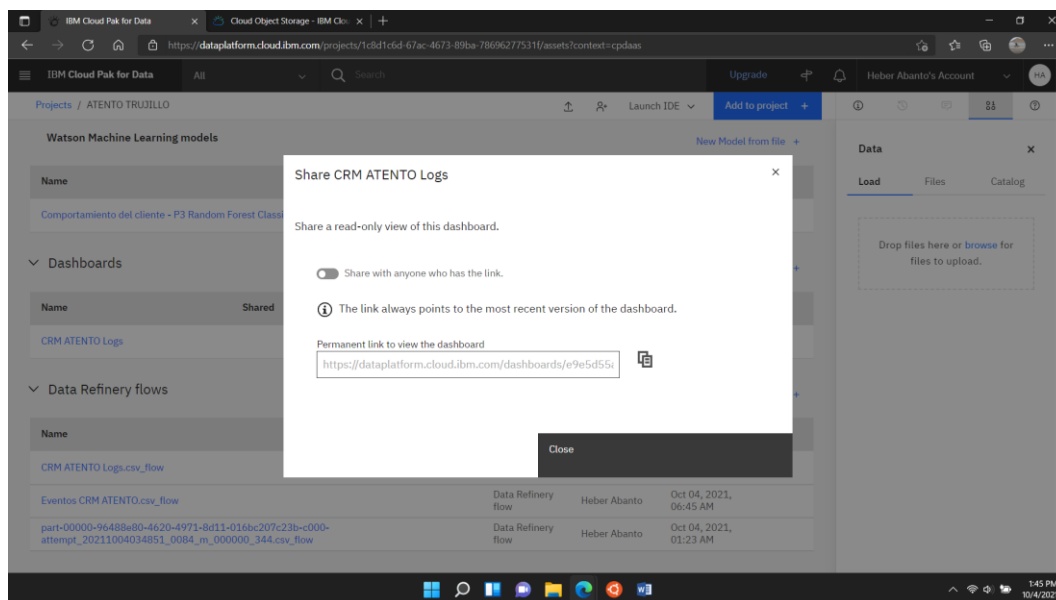 IBM Cloud Pak for Data
Cloud Object Storage - IBM Clou
https://dataplatform.cloud.ibm.com/projects/1c8d1c6d-67ac-4673-89ba-78696277531f/assets?context=cpdaas
IBM Cloud Pak for Data All Search Upgrade Heber Abanto's Account HA
Projects / ATENTO TRUJILLO Launch IDE Add to project +
Watson Machine Learning models
New Model from file +
Name
Comportamiento del cliente - P3 Random Forest Classi
Dashboards
Name Shared
CRM ATENTO Logs
Data Refinery flows
Name
CRM ATENTO Logs.csv_flow
Eventos CRM ATENTO.csv_flow Data Refinery flow Heber Abanto Oct 04, 2021, 06:45 AM
part-00000-96488e80-4620-4971-8d11-016bc207c23b-c000-
attempt_20211004034851_0084_m_000000_344.csv_flow Data Refinery flow Heber Abanto Oct 04, 2021, 01:23 AM
Share CRM ATENTO Logs
Share a read-only view of this dashboard.
Share with anyone who has the link.
The link always points to the most recent version of the dashboard.
Permanent link to view the dashboard
https://dataplatform.cloud.ibm.com/dashboards/e9e5d55
Close
Data
Load Files Catalog
Drop files here or browse for
files to upload.
1:45 PM
10/4/202